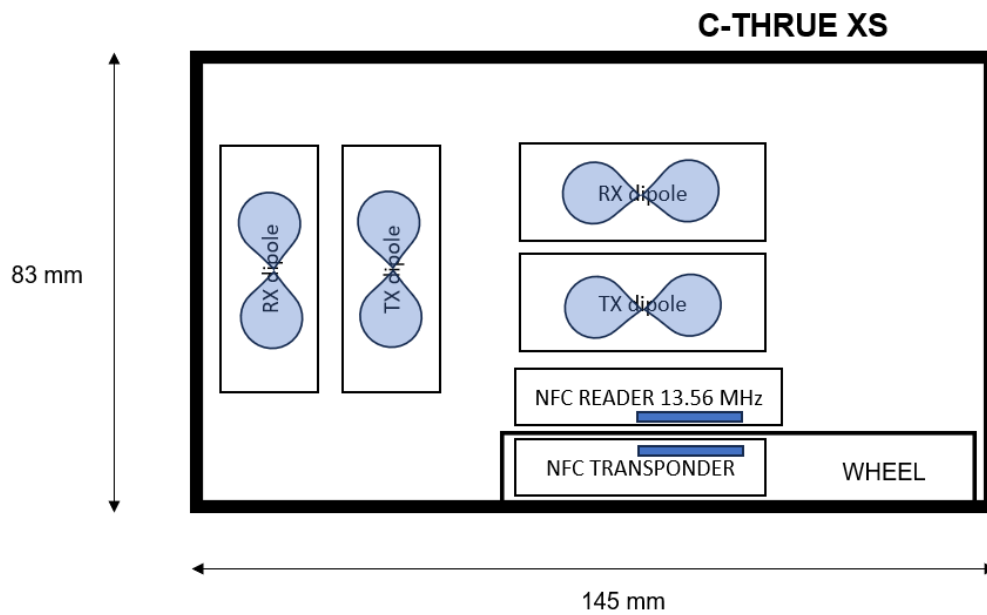 C-THRUE XS
83 mm
RX dipole
TX dipole
RX dipole
TX dipole
NFC READER 13.56 MHz
NFC TRANSPONDER
WHEEL
145 mm